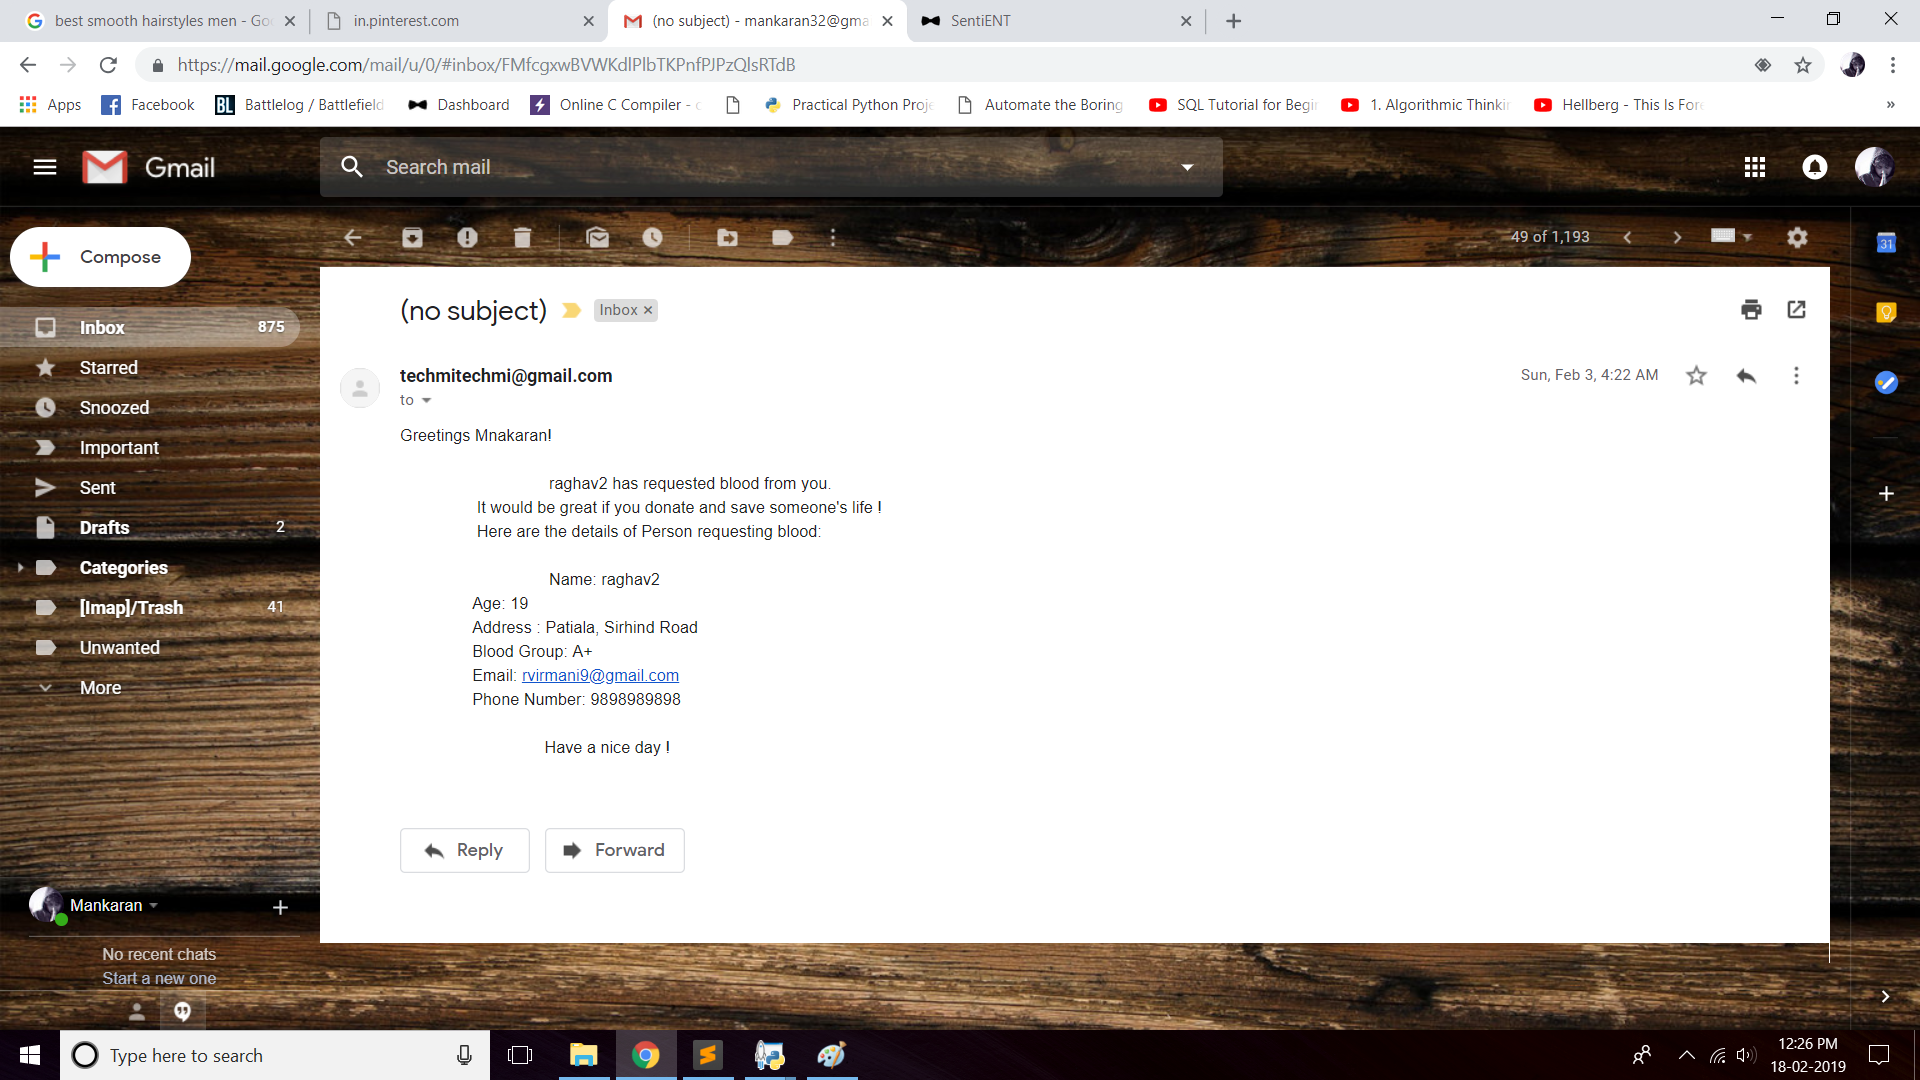 best smooth hairstyles men - Goo
in.pinterest.com
(no subject) - mankaran32@gma
SentiENT
https://mail.google.com/mail/u/0/#inbox/FMfcgxwBVWKdlPlbTKPnfPJPzQlsRTdB
Apps
Facebook
Battlelog / Battlefield
Dashboard
Online C Compiler - c
Practical Python Proje
Automate the Boring
SQL Tutorial for Begin
1. Algorithmic Thinkin
Hellberg - This Is Fore
»
Gmail
Search mail
Compose
49 of 1,193
31
Inbox 875
Starred
Snoozed
Important
Sent
Drafts 2
Categories
[Imap]/Trash 41
Unwanted
More
(no subject)
Inbox ×
techmitechmi@gmail.com
Sun, Feb 3, 4:22 AM
to
Greetings Mnakaran!
raghav2 has requested blood from you.
It would be great if you donate and save someone's life !
Here are the details of Person requesting blood:
Name: raghav2
Age: 19
Address : Patiala, Sirhind Road
Blood Group: A+
Email: rvirmani9@gmail.com
Phone Number: 9898989898
Have a nice day !
Reply
Forward
Mankaran
No recent chats
Start a new one
Type here to search
12:26 PM
18-02-2019